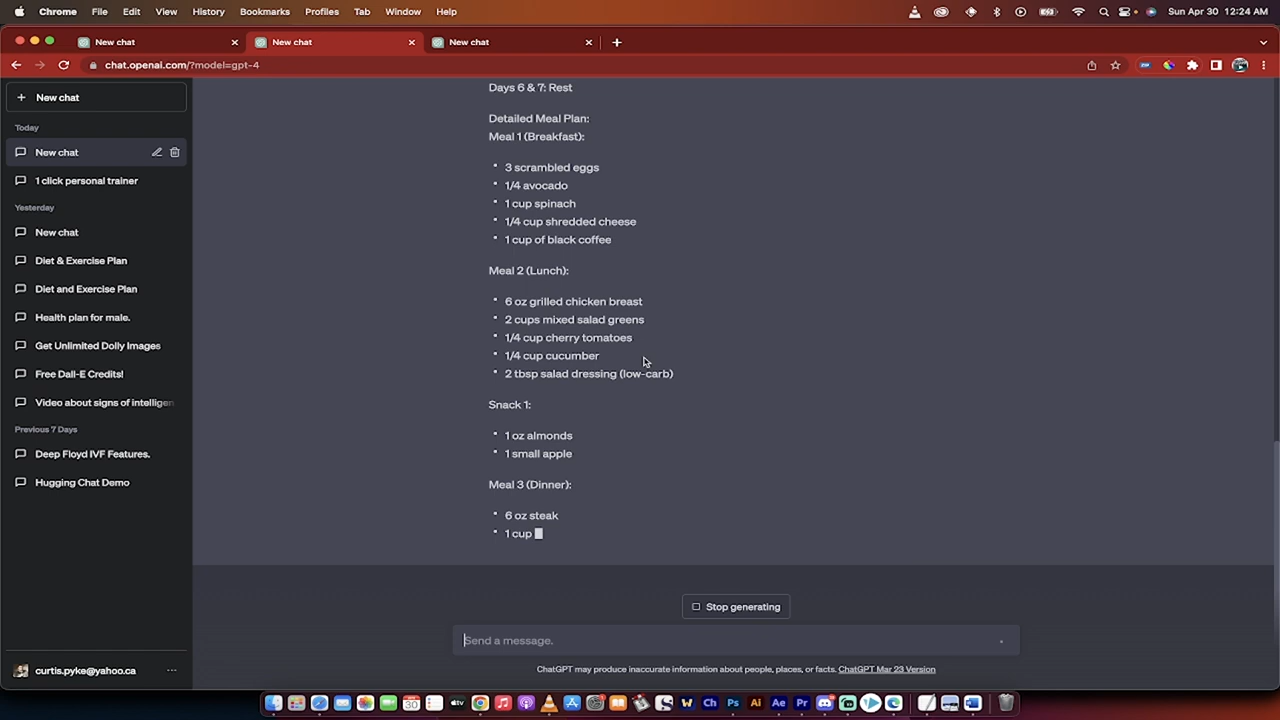 Chrome File Edit View History Bookmarks Profiles Tab Window Help Sun Apr 30 12:24 AM
New chat New chat New chat
chat.openai.com/?model=gpt-4
New chat
Today
New chat
1 click personal trainer
Yesterday
New chat
Diet & Exercise Plan
Diet and Exercise Plan
Health plan for male.
Get Unlimited Dolly Images
Free Dall-E Credits!
Video about signs of intelligen
Previous 7 Days
Deep Floyd IVF Features.
Hugging Chat Demo
curtis.pyke@yahoo.ca
Days 6 & 7: Rest
Detailed Meal Plan:
Meal 1 (Breakfast):
3 scrambled eggs
1/4 avocado
1 cup spinach
1/4 cup shredded cheese
1 cup of black coffee
Meal 2 (Lunch):
6 oz grilled chicken breast
2 cups mixed salad greens
1/4 cup cherry tomatoes
1/4 cup cucumber
2 tbsp salad dressing (low-carb)
Snack 1:
1 oz almonds
1 small apple
Meal 3 (Dinner):
6 oz steak
1 cup
Stop generating
Send a message.
ChatGPT may produce inaccurate information about people, places, or facts. ChatGPT Mar 23 Version
30 W Ch Ps Ai Ae Pr